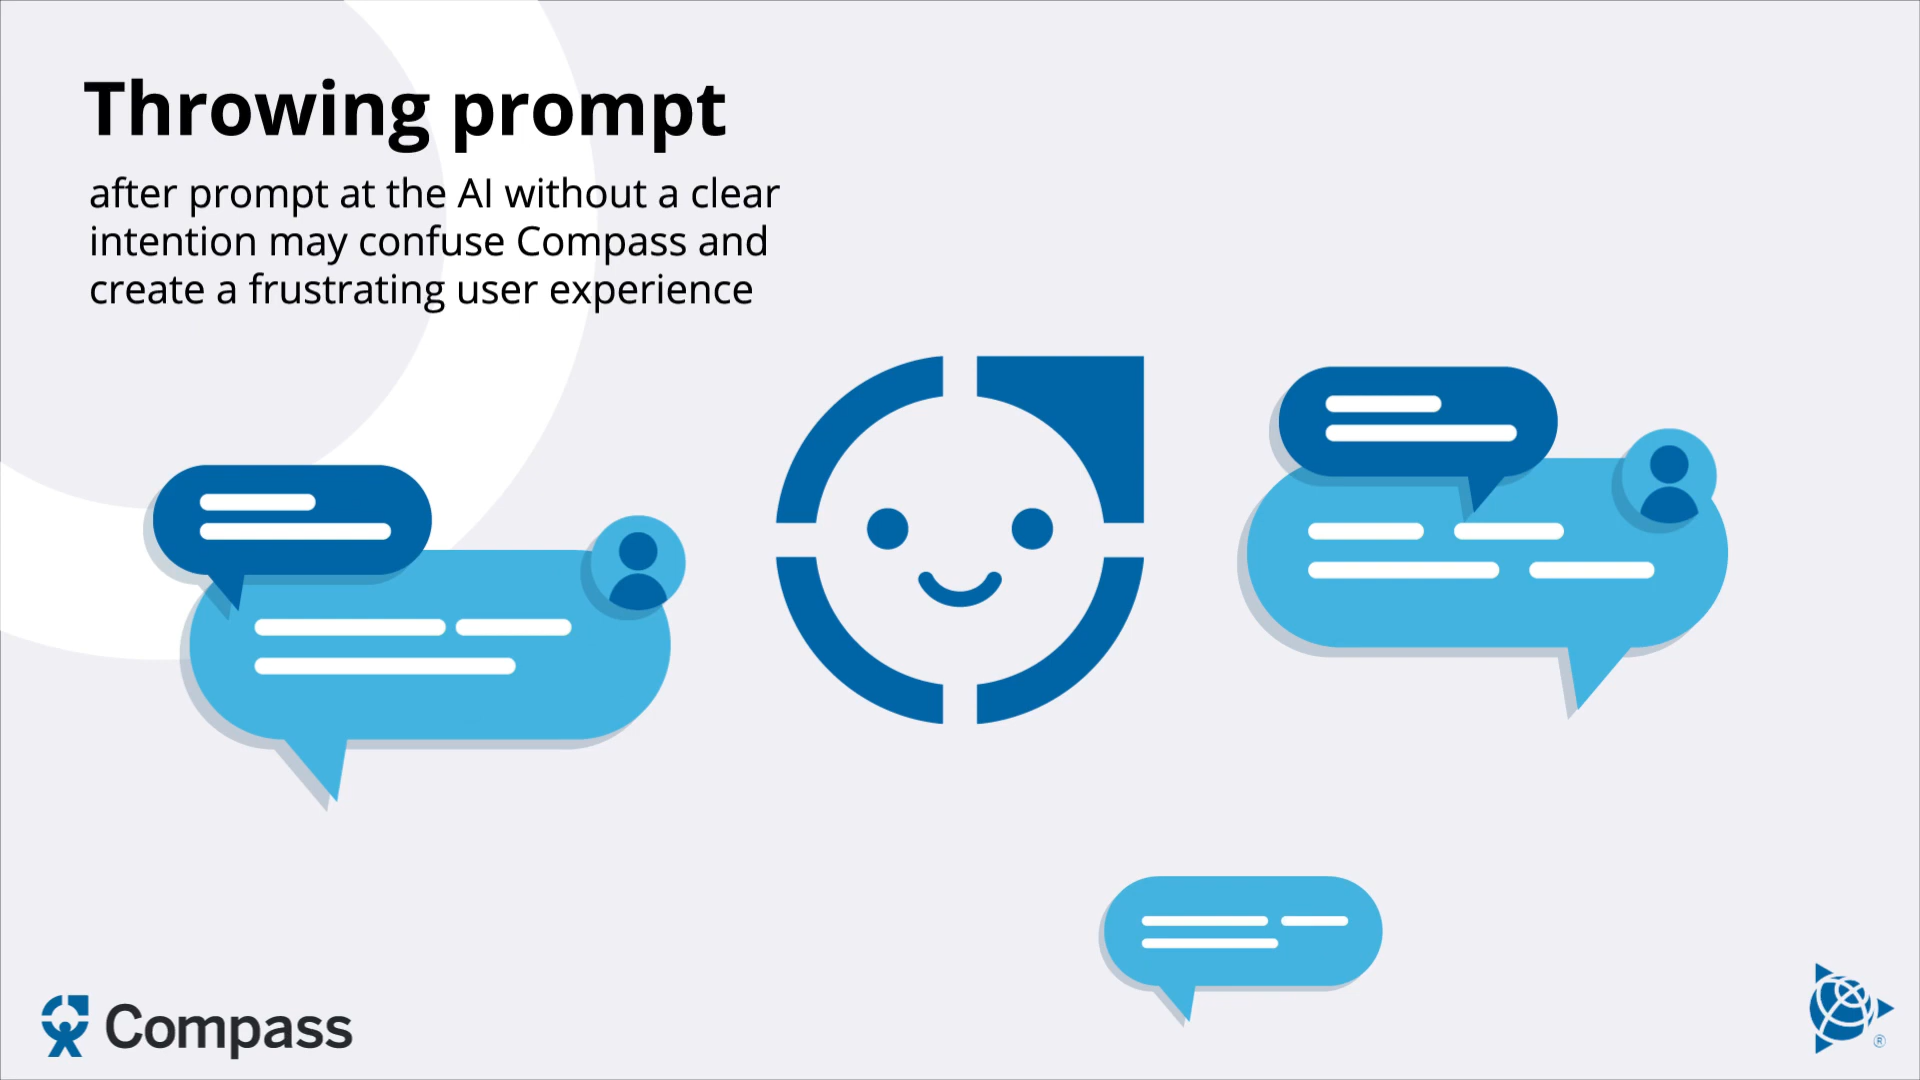 Throwing prompt
after prompt at the AI without a clear
intention may confuse Compass and
create a frustrating user experience
Compass
®